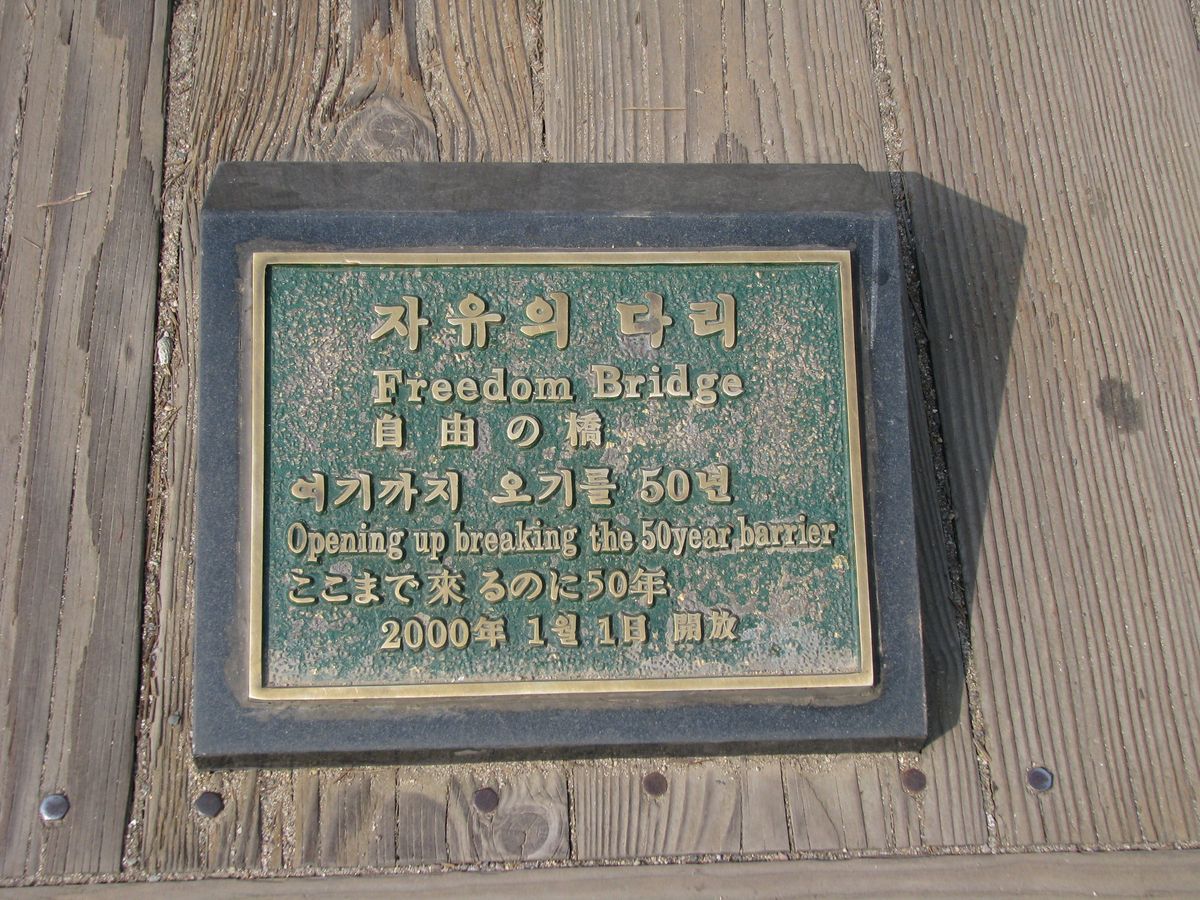 자유의 다리
Freedom Bridge
自由の橋
여기까지 오기를 50년
Opening up breaking the 50year barrier
ここまで來るのに50年
2000年 1월 1日 開放